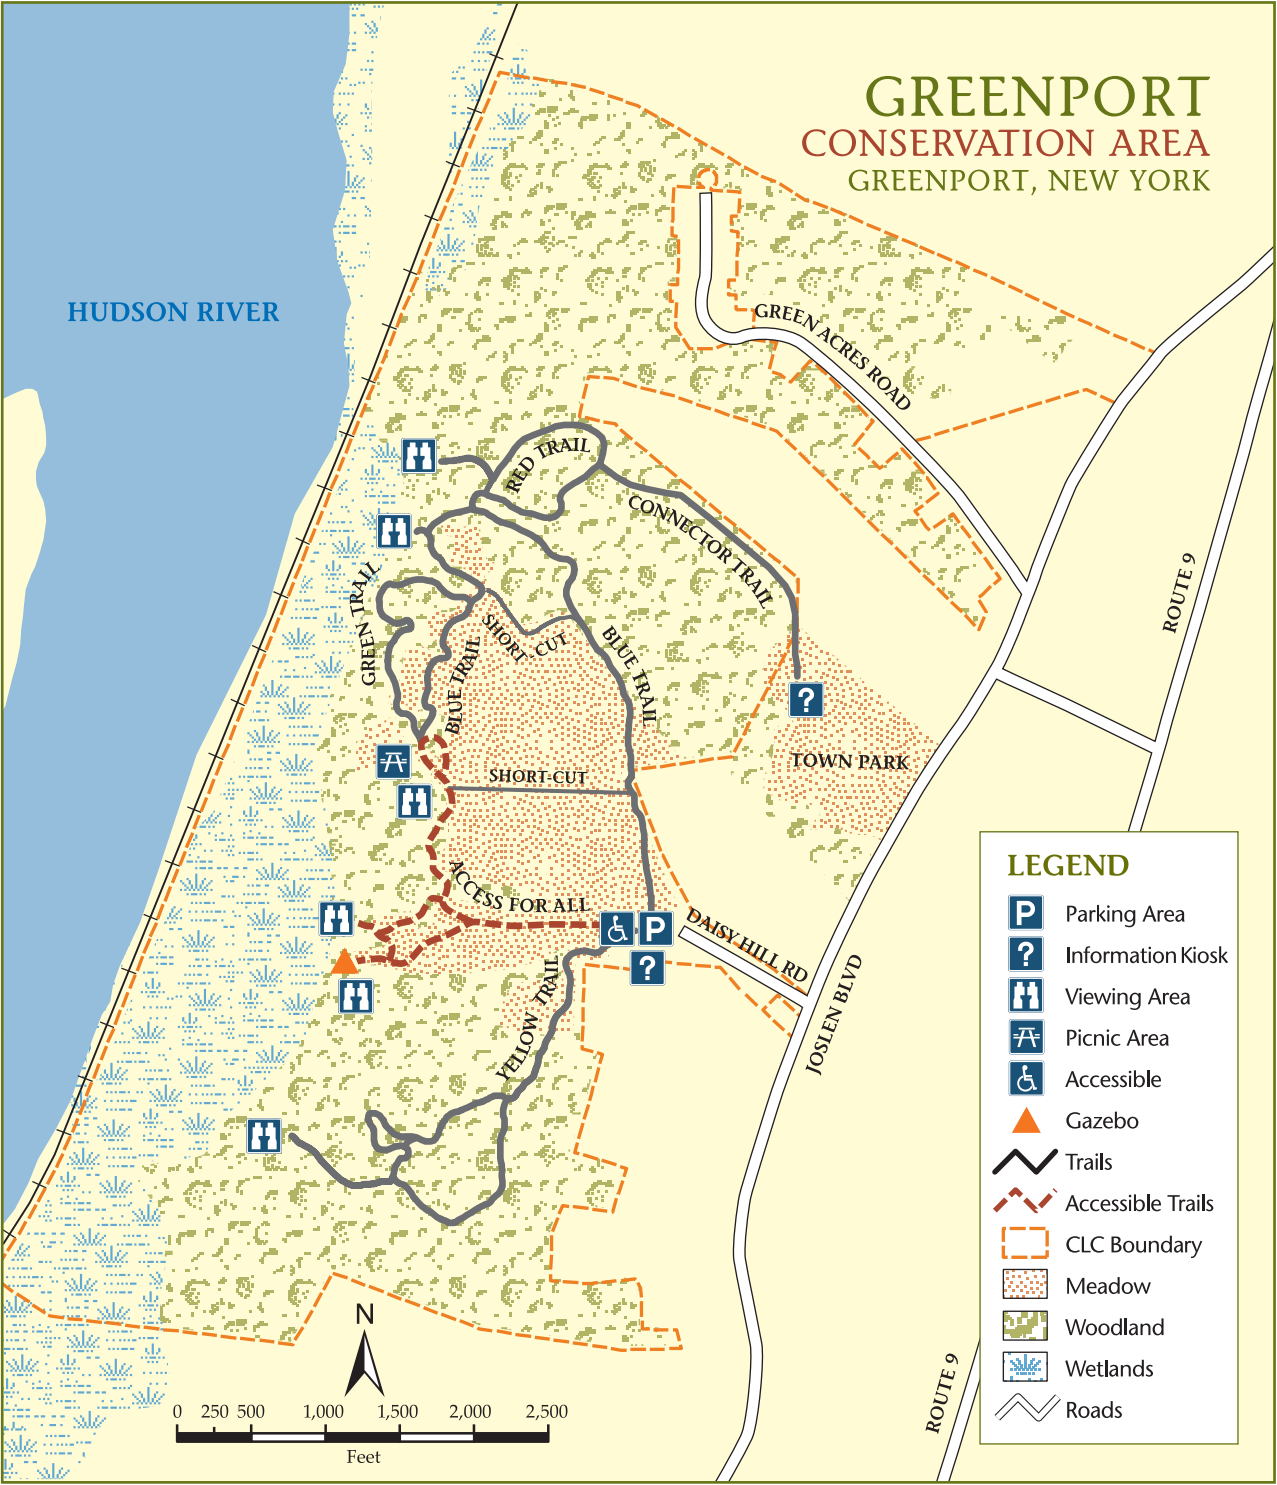 GREENPORT
CONSERVATION AREA
GREENPORT, NEW YORK
HUDSON RIVER
GREEN ACRES ROAD
RED TRAIL
CONNECTOR TRAIL
ROUTE 9
GREEN TRAIL
SHORT-CUT
BLUE TRAIL
BLUE TRAIL
?
TOWN PARK
SHORT-CUT
ACCESS FOR ALL
P
DAISY HILL RD
?
YELLOW TRAIL
JOSLEN BLVD
LEGEND
P Parking Area
? Information Kiosk
Viewing Area
Picnic Area
Accessible
Gazebo
Trails
Accessible Trails
CLC Boundary
Meadow
Woodland
Wetlands
Roads
ROUTE 9
N
0 250 500 1,000 1,500 2,000 2,500
Feet